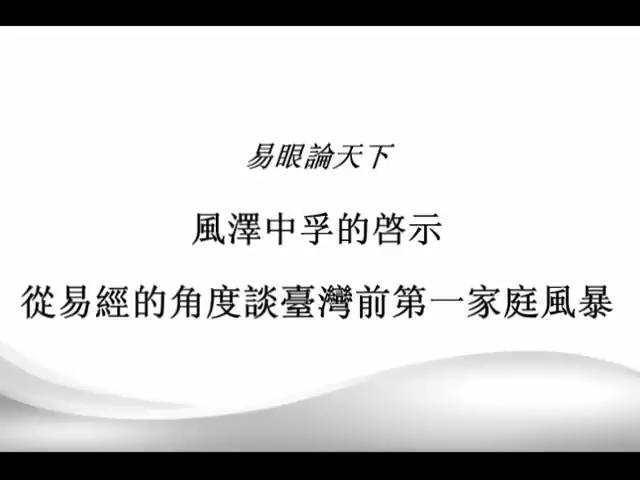 易眼論天下
風澤中孚的啓示
從易經的角度談臺灣前第一家庭風暴